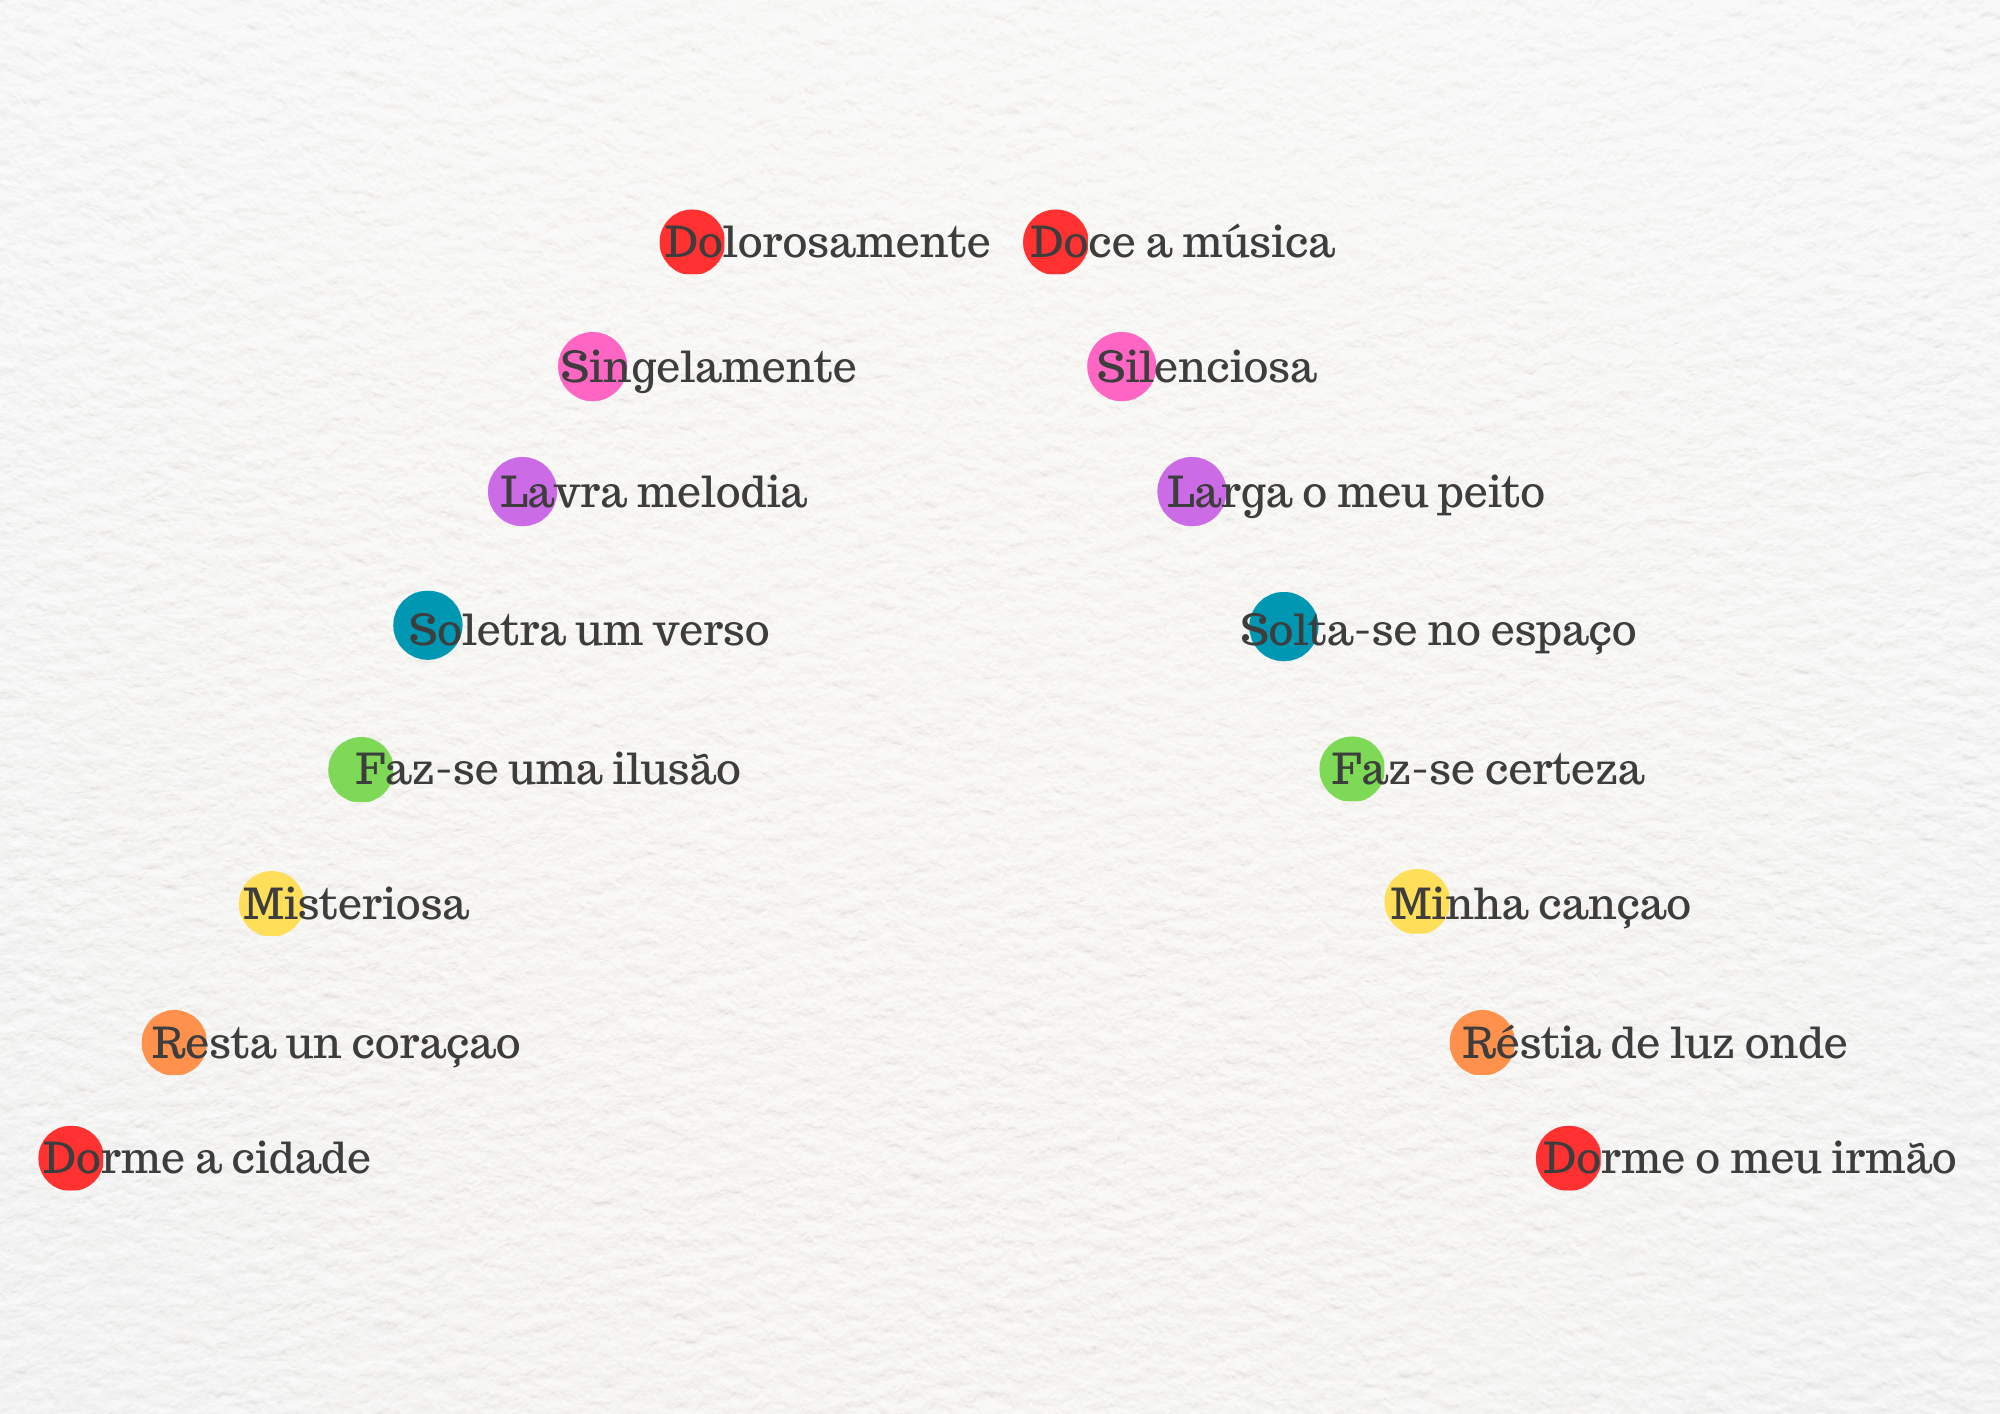 Dolorosamente Doce a música
Singelamente Silenciosa
Lavra melodia Larga o meu peito
Soletra um verso Solta-se no espaço
Faz-se uma ilusão Faz-se certeza
Misteriosa Minha cançao
Resta un coraçao Réstia de luz onde
Dorme a cidade Dorme o meu irmão